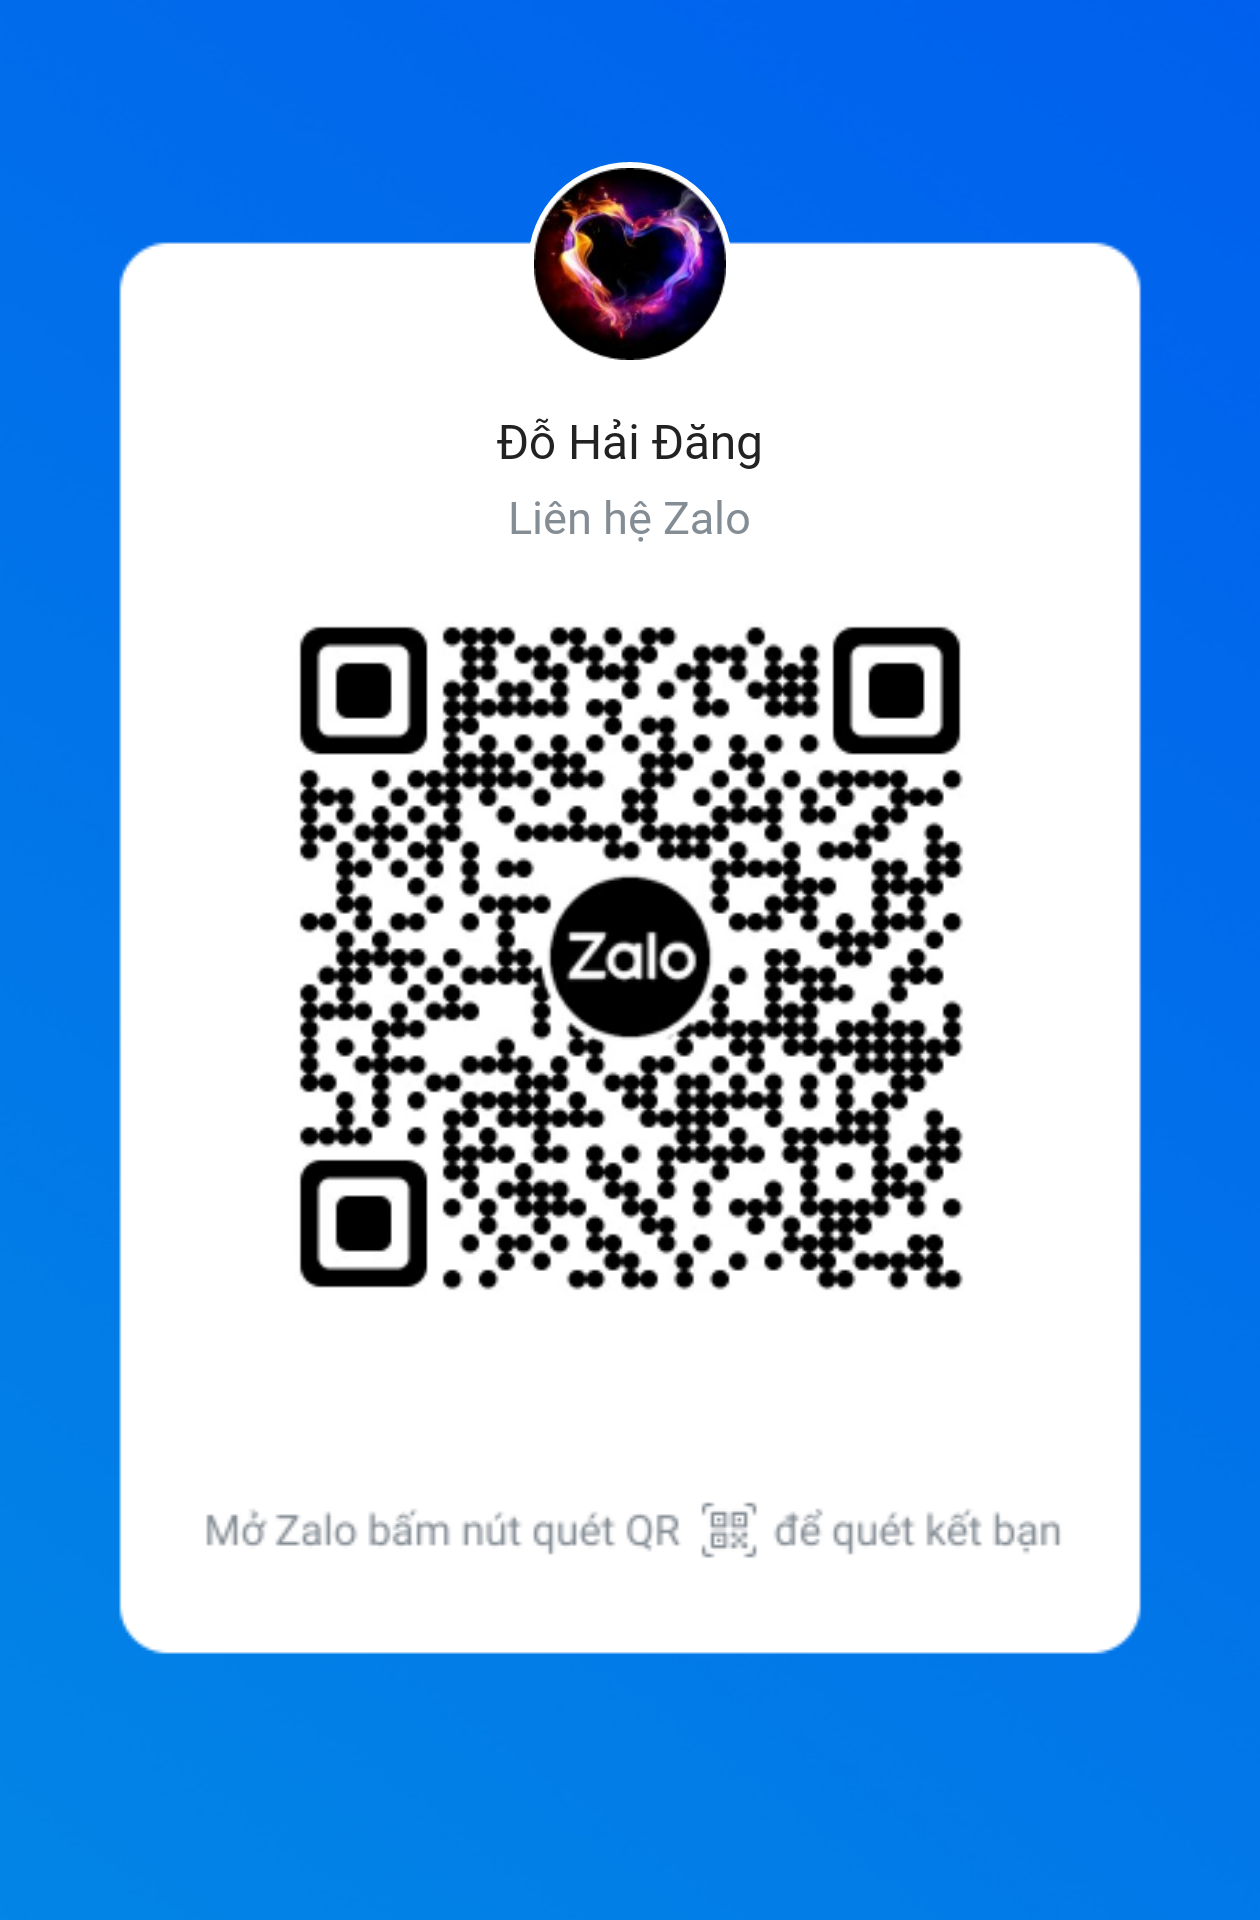 Đỗ Hải Đăng
Liên hệ Zalo
Zalo
Mở Zalo bấm nút quét QR để quét kết bạn